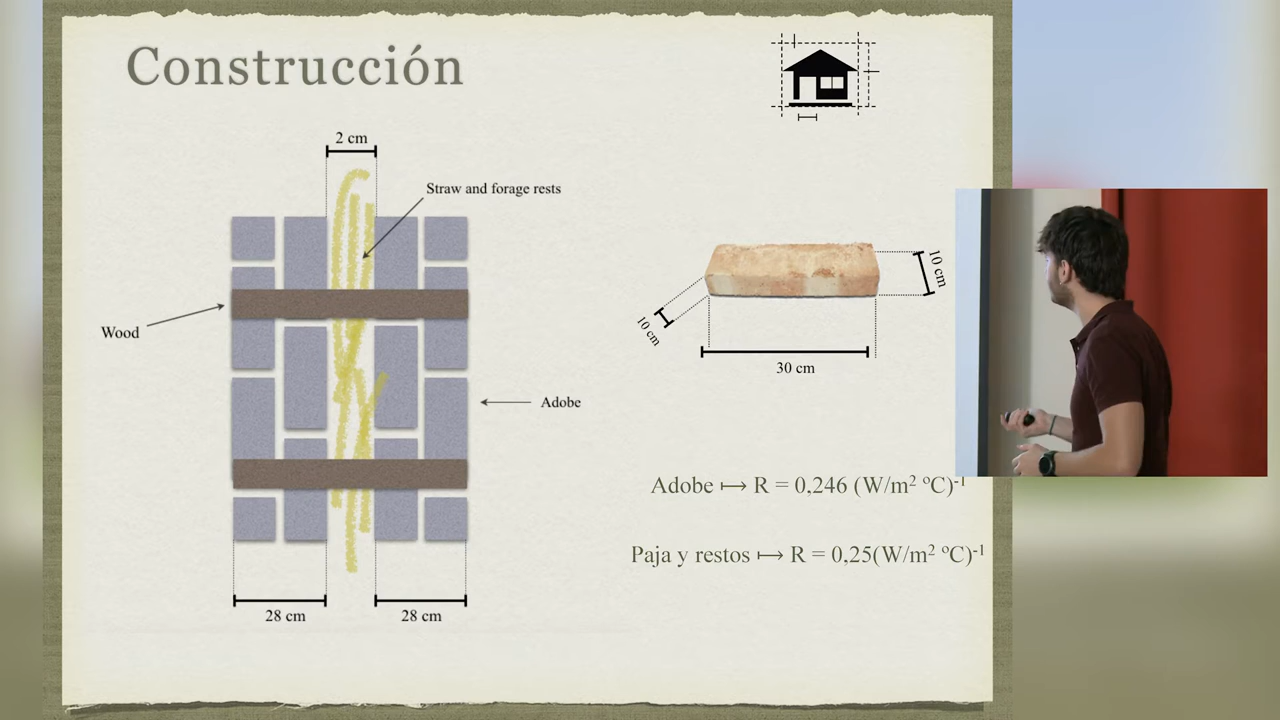 Construcción
2 cm
Straw and forage rests
Wood
Adobe
28 cm
28 cm
10 cm
10 cm
30 cm
Adobe ↦ R = 0,246 (W/m² ºC)⁻¹
Paja y restos ↦ R = 0,25(W/m² ºC)⁻¹